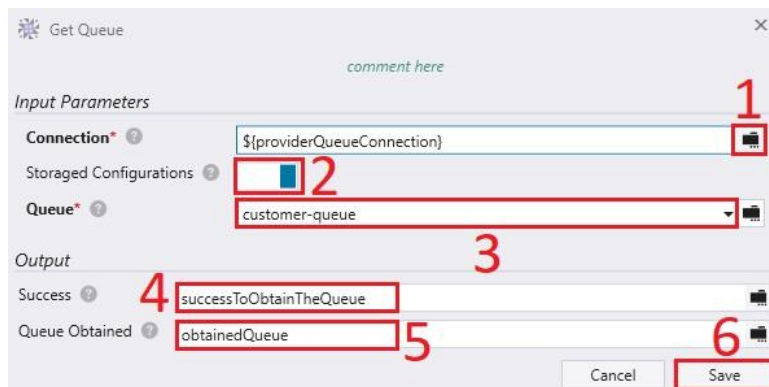 Get Queue
comment here
Input Parameters
1
Connection* ? ${providerQueueConnection}
Storaged Configurations ? 2
Queue* ? customer-queue
3
Output
Success ? 4 successToObtainTheQueue
Queue Obtained ? obtainedQueue 5
6
Cancel Save